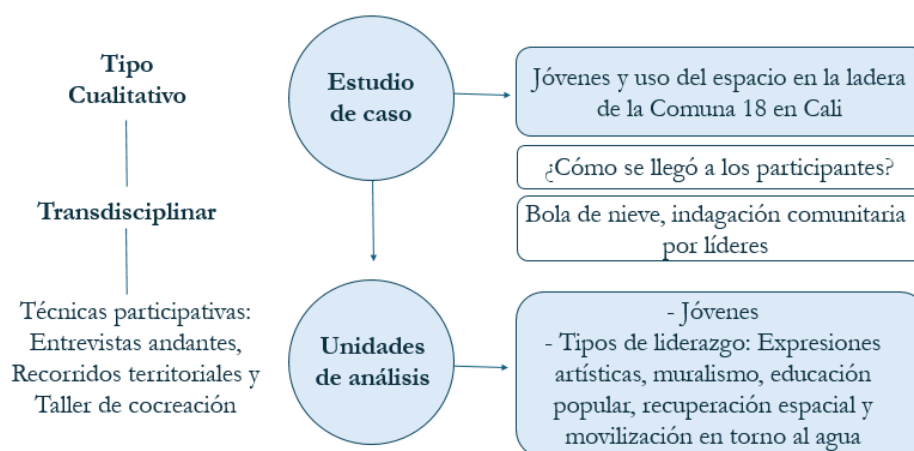 Tipo
Cualitativo
Transdisciplinar
Técnicas participativas:
Entrevistas andantes,
Recorridos territoriales y
Taller de cocreación
Estudio
de caso
Jóvenes y uso del espacio en la ladera
de la Comuna 18 en Cali
¿Cómo se llegó a los participantes?
Bola de nieve, indagación comunitaria
por líderes
Unidades
de análisis
- Jóvenes
- Tipos de liderazgo: Expresiones
artísticas, muralismo, educación
popular, recuperación espacial y
movilización en torno al agua